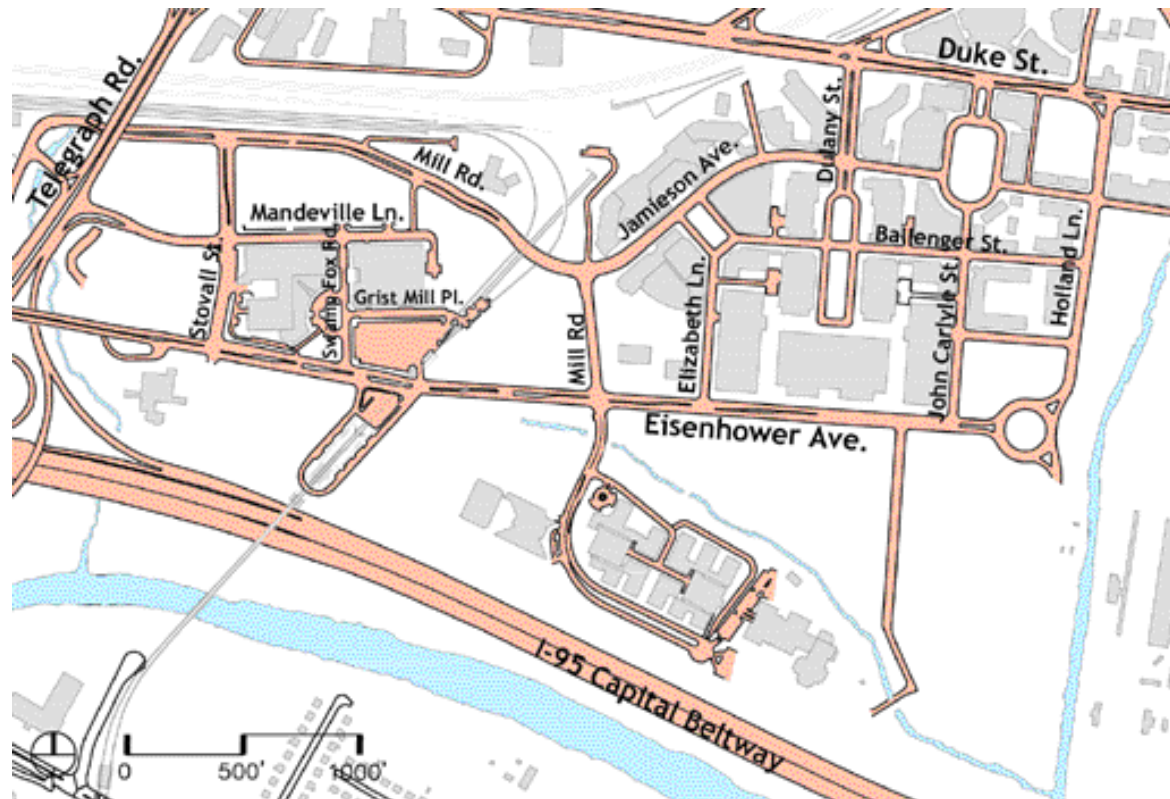 Duke St.
Telegraph Rd.
Dulany St.
Mill Rd.
Jamieson Ave.
Mandeville Ln.
Ballenger St.
Stovall St.
Swamp Fox Rd.
Holland Ln.
Grist Mill Pl.
Elizabeth Ln.
John Carlyle St.
Mill Rd
Eisenhower Ave.
I-95 Capital Beltway
0 500' 1000'